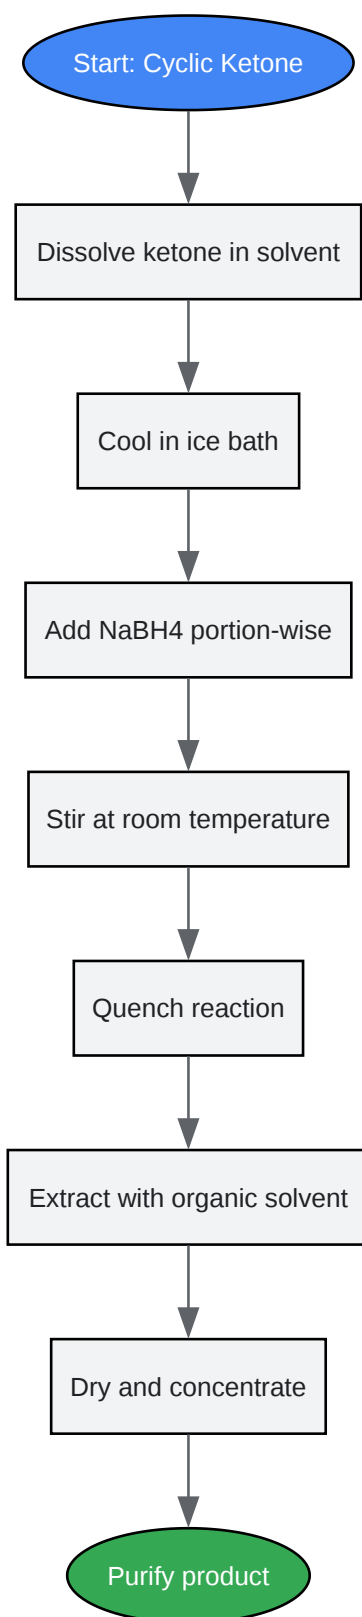 Start: Cyclic Ketone
Dissolve ketone in solvent
Cool in ice bath
Add NaBH4 portion-wise
Stir at room temperature
Quench reaction
Extract with organic solvent
Dry and concentrate
Purify product